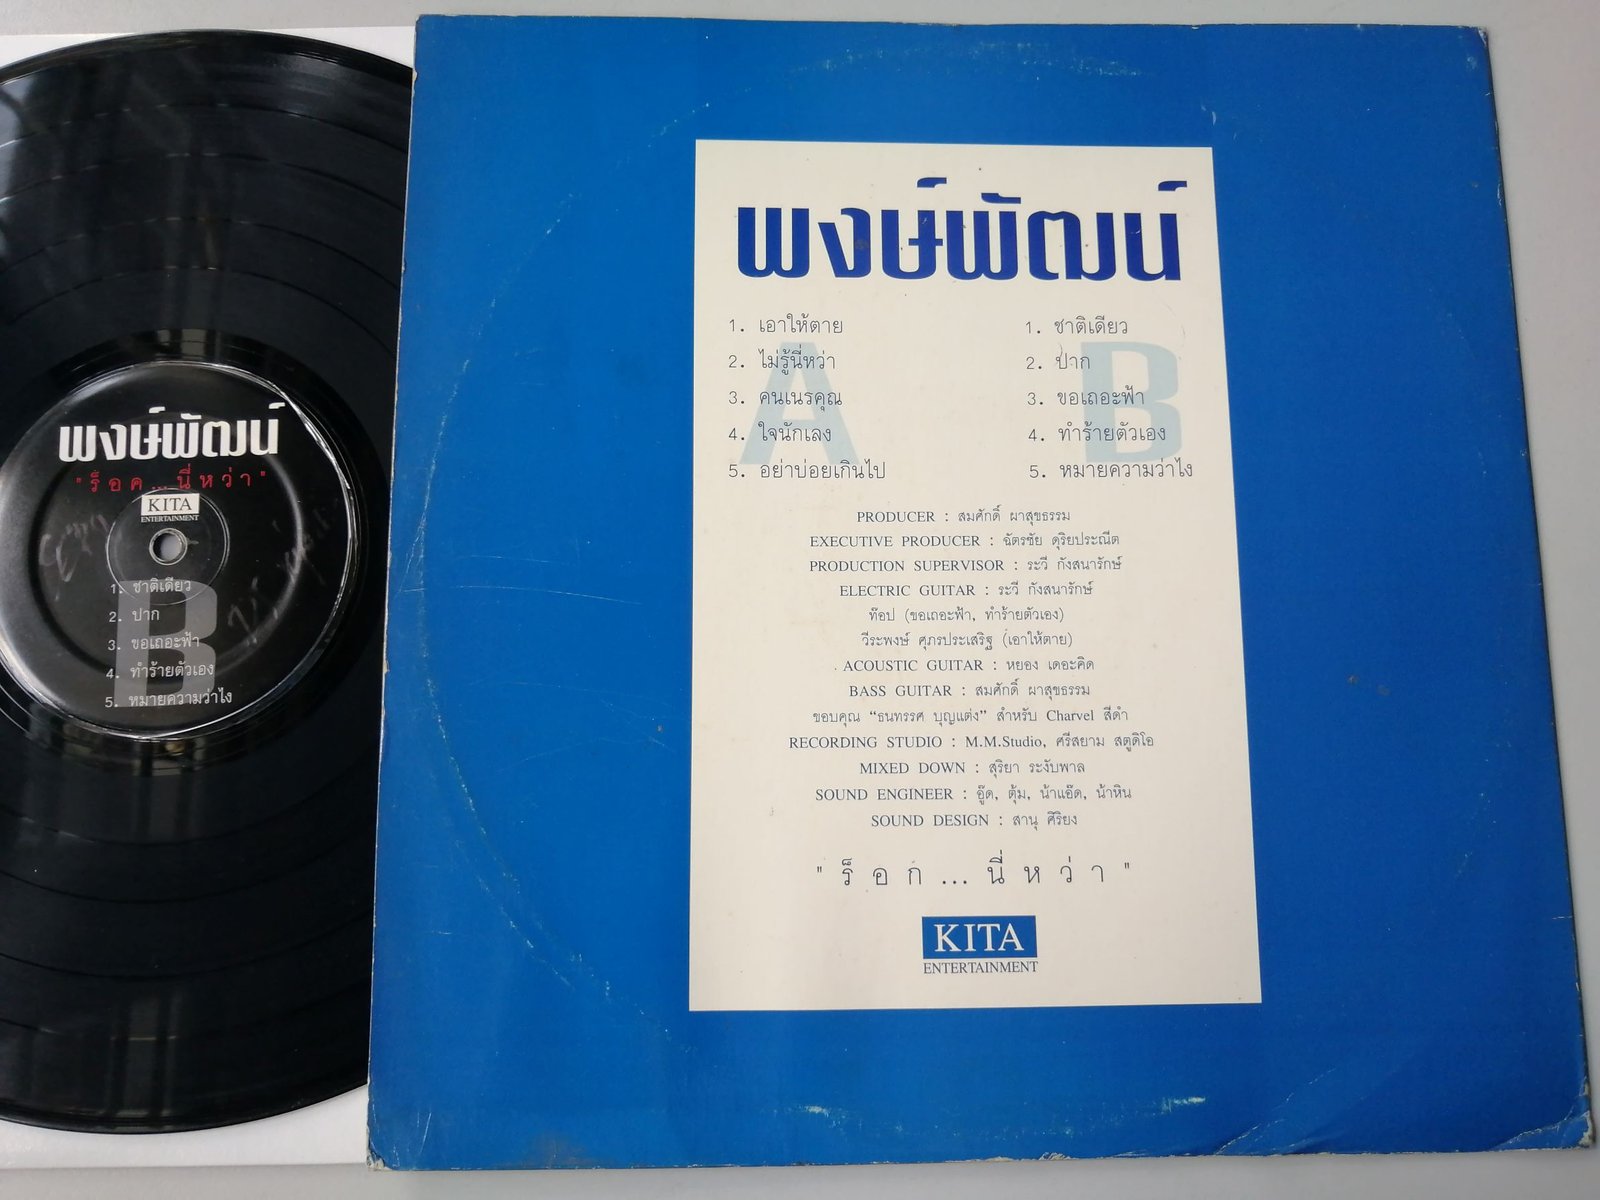 พงษ์พัฒน์
"ร็อค...นี่หว่า"
KITA
ENTERTAINMENT
B
1. ชาติเดียว
2. ปาก
3. ขอเถอะฟ้า
4. ทำร้ายตัวเอง
5. หมายความว่าไง
พงษ์พัฒน์
A
1. เอาให้ตาย
2. ไม่รู้นี่หว่า
3. คนเนรคุณ
4. ใจนักเลง
5. อย่าบ่อยเกินไป
B
1. ชาติเดียว
2. ปาก
3. ขอเถอะฟ้า
4. ทำร้ายตัวเอง
5. หมายความว่าไง
PRODUCER : สมศักดิ์ ผาสุขธรรม
EXECUTIVE PRODUCER : ฉัตรชัย ดุริยประณีต
PRODUCTION SUPERVISOR : ระวี กังสนารักษ์
ELECTRIC GUITAR : ระวี กังสนารักษ์
ท๊อป (ขอเถอะฟ้า, ทำร้ายตัวเอง)
วีระพงษ์ ศุภรประเสริฐ (เอาให้ตาย)
ACOUSTIC GUITAR : หยอง เดอะคิด
BASS GUITAR : สมศักดิ์ ผาสุขธรรม
ขอบคุณ “ธนทรรศ บุญแต่ง” สำหรับ Charvel สีดำ
RECORDING STUDIO : M.M.Studio, ศรีสยาม สตูดิโอ
MIXED DOWN : สุริยา ระงับพาล
SOUND ENGINEER : อู๊ด, ตุ้ม, น้าแอ๊ด, น้าหิน
SOUND DESIGN : สานุ ศิริยง
"ร็อก...นี่หว่า"
KITA
ENTERTAINMENT